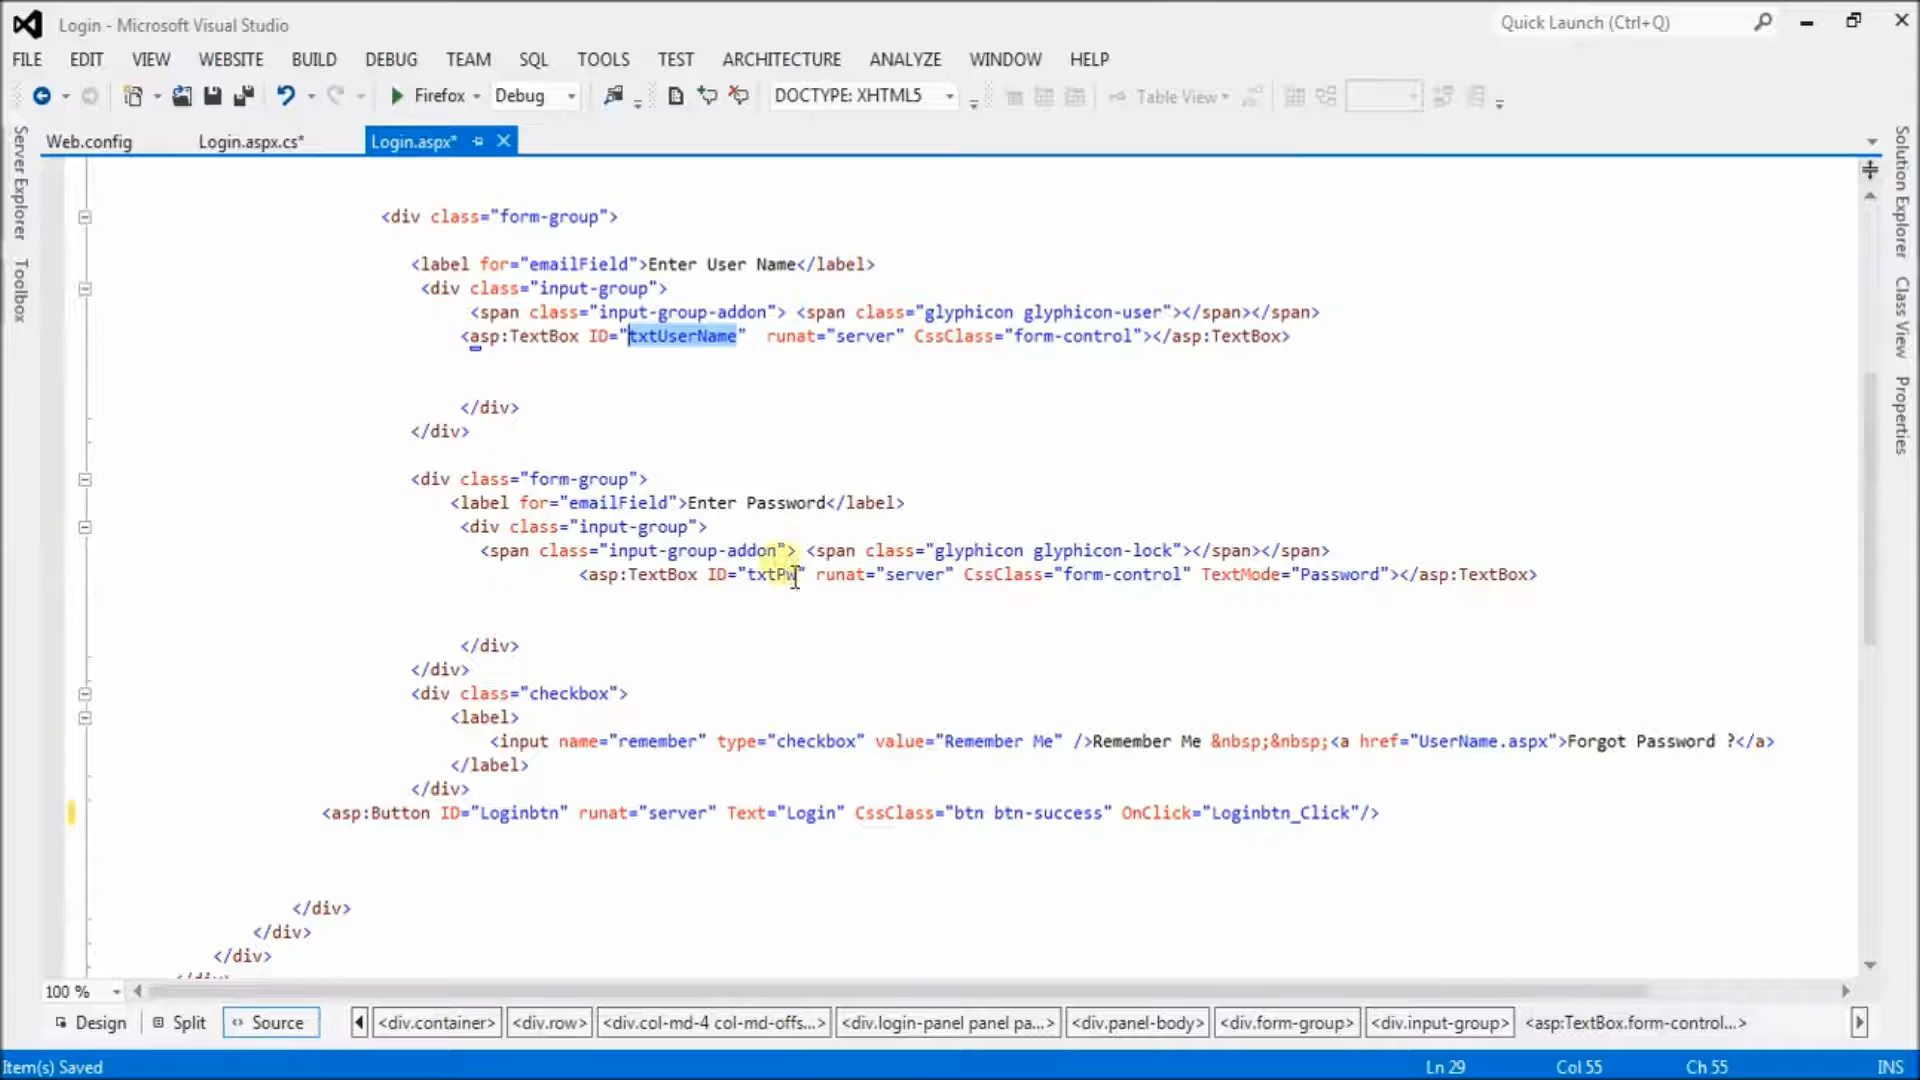 Login - Microsoft Visual Studio
Quick Launch (Ctrl+Q)
FILE EDIT VIEW WEBSITE BUILD DEBUG TEAM SQL TOOLS TEST ARCHITECTURE ANALYZE WINDOW HELP
Firefox Debug DOCTYPE: XHTML5 Table View
Web.config Login.aspx.cs* Login.aspx*
Server Explorer
Toolbox
Solution Explorer
Class View
Properties
<div class="form-group">
<label for="emailField">Enter User Name</label>
<div class="input-group">
<span class="input-group-addon"> <span class="glyphicon glyphicon-user"></span></span>
<asp:TextBox ID="txtUserName"  runat="server" CssClass="form-control"></asp:TextBox>
</div>
</div>
<div class="form-group">
<label for="emailField">Enter Password</label>
<div class="input-group">
<span class="input-group-addon"> <span class="glyphicon glyphicon-lock"></span></span>
<asp:TextBox ID="txtPw" runat="server" CssClass="form-control" TextMode="Password"></asp:TextBox>
</div>
</div>
<div class="checkbox">
<label>
<input name="remember" type="checkbox" value="Remember Me" />Remember Me &nbsp;&nbsp;<a href="UserName.aspx">Forgot Password ?</a>
</label>
</div>
<asp:Button ID="Loginbtn" runat="server" Text="Login" CssClass="btn btn-success" OnClick="Loginbtn_Click"/>
</div>
</div>
</div>
</div>
100 %
Design Split Source <div.container> <div.row> <div.col-md-4 col-md-offs...> <div.login-panel panel pa...> <div.panel-body> <div.form-group> <div.input-group> <asp:TextBox.form-control...>
Item(s) Saved Ln 29 Col 55 Ch 55 INS